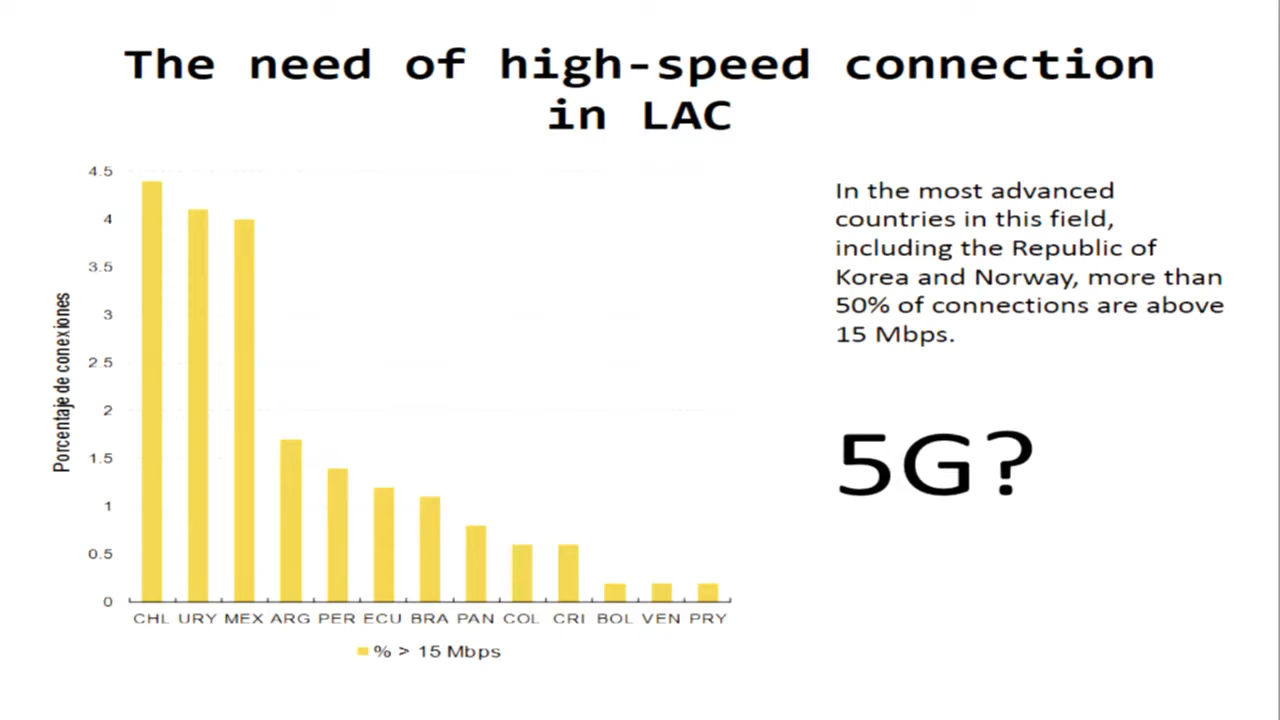 The need of high-speed connection
in LAC
4.5
4
3.5
3
2.5
2
1.5
1
0.5
0
Porcentaje de conexiones
CHL URY MEX ARG PER ECU BRA PAN COL CRI BOL VEN PRY
% > 15 Mbps
In the most advanced
countries in this field,
including the Republic of
Korea and Norway, more than
50% of connections are above
15 Mbps.
5G?